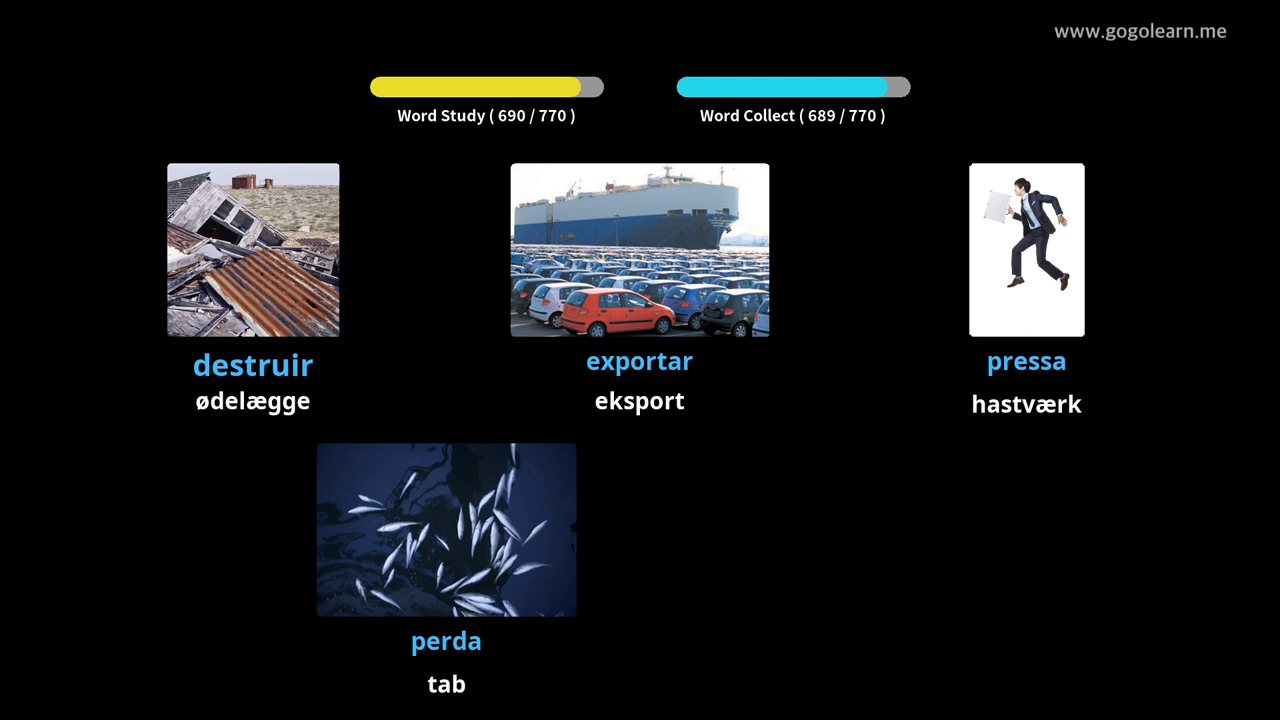 www.gogolearn.me
Word Study ( 690 / 770 )
Word Collect ( 689 / 770 )
destruir
ødelægge
exportar
eksport
pressa
hastværk
perda
tab